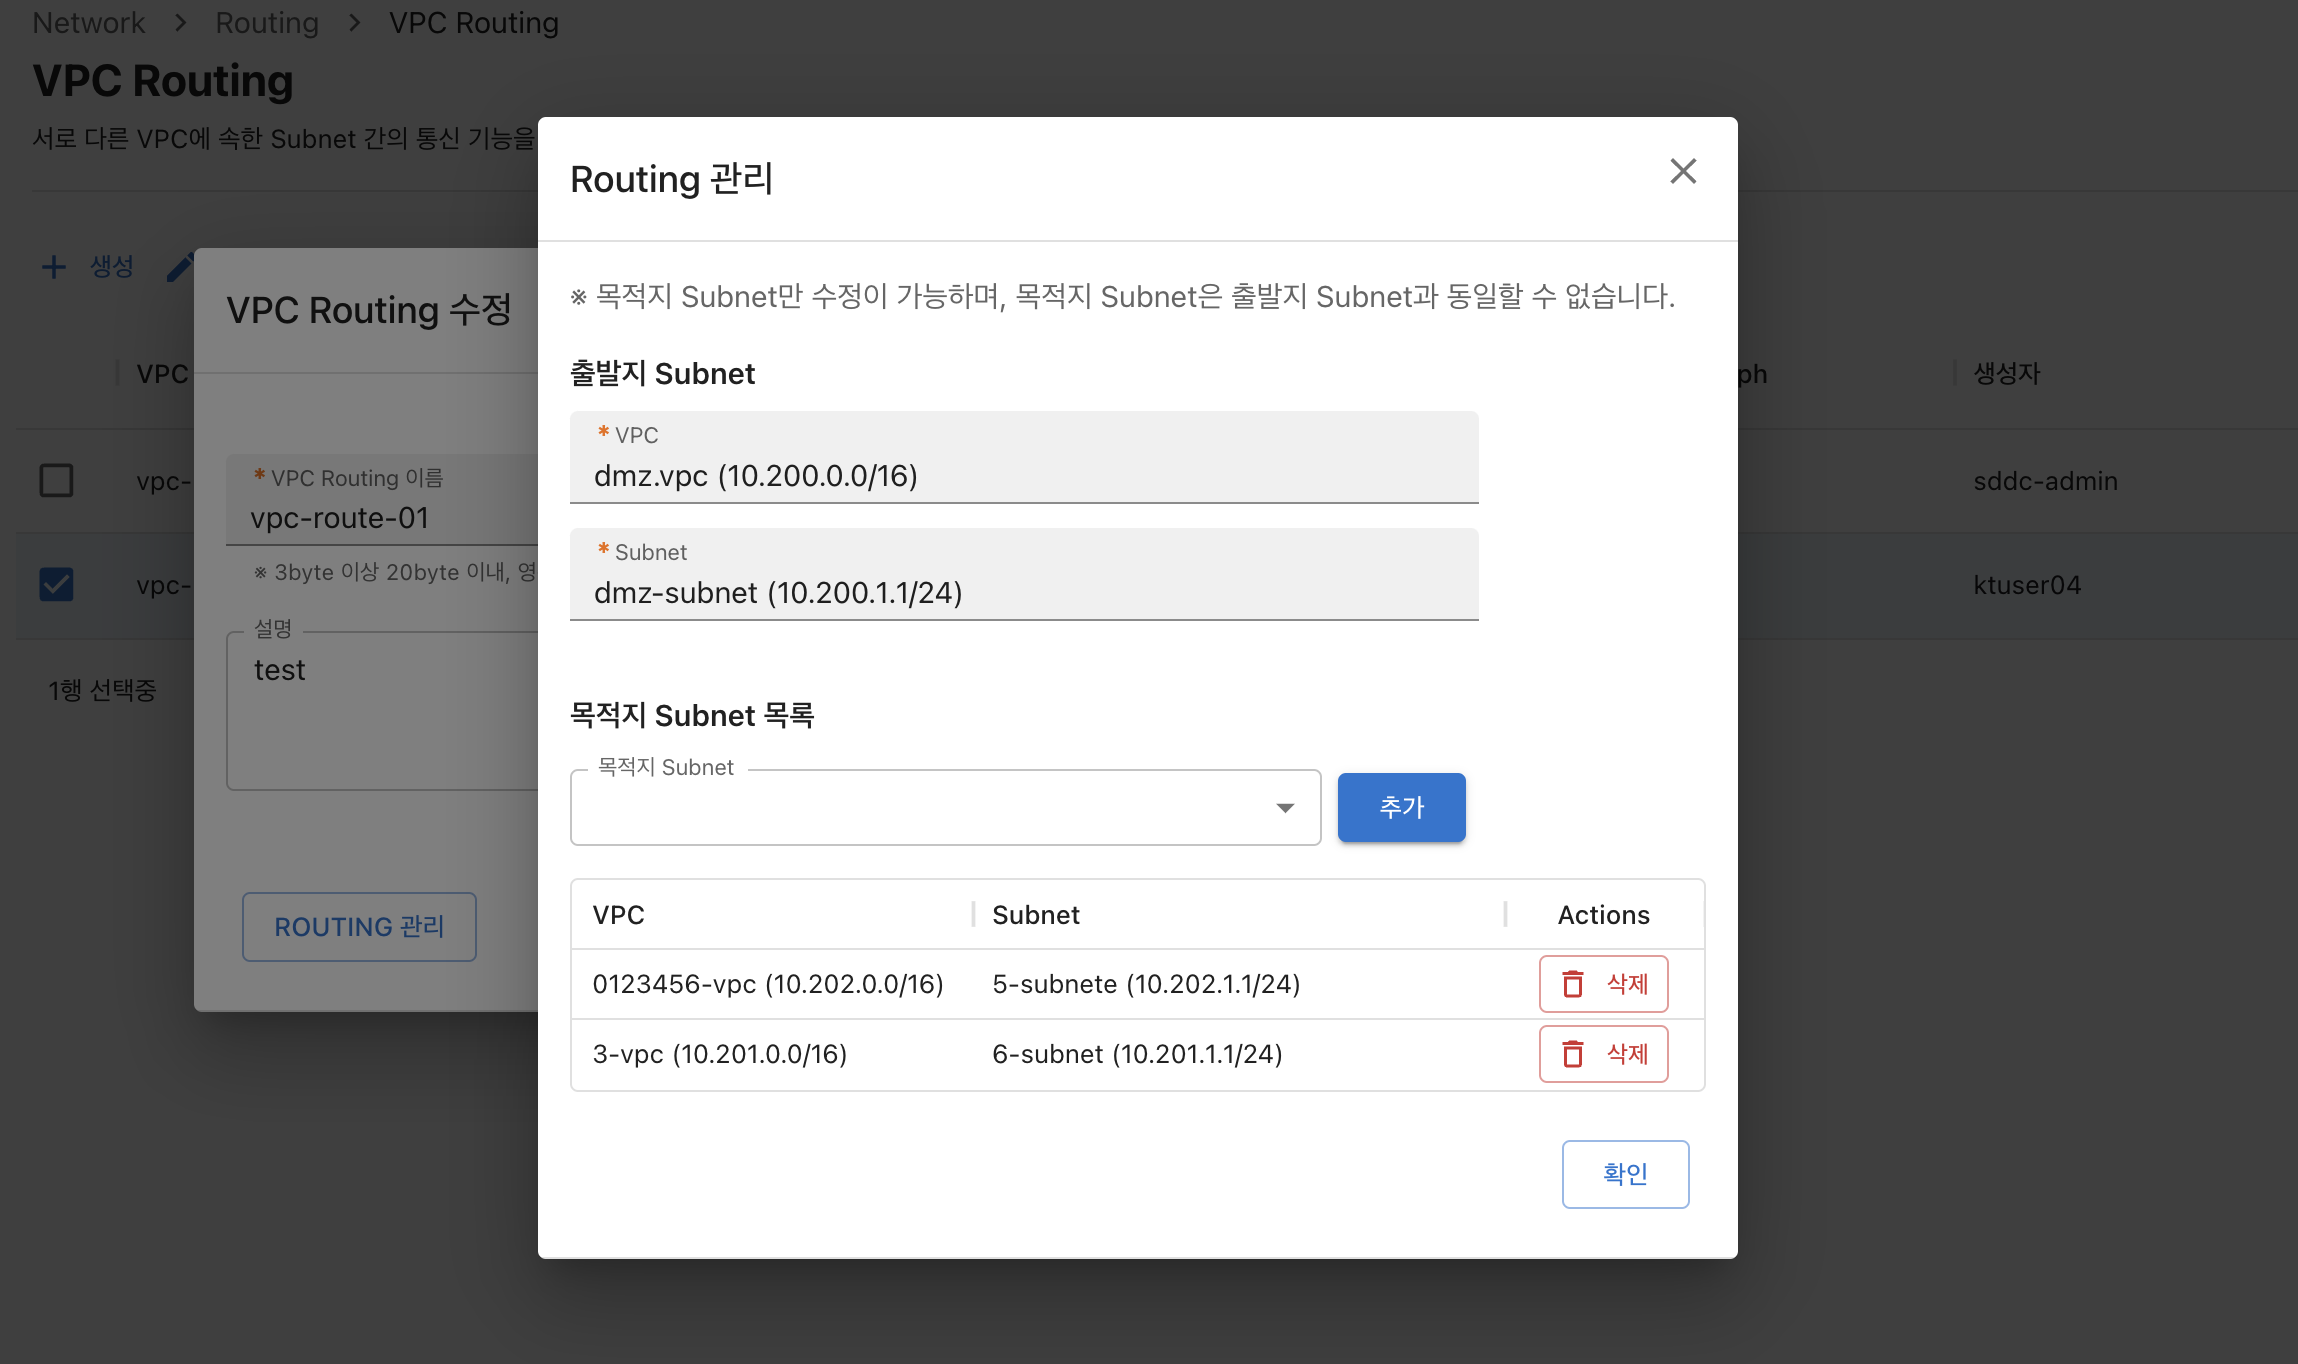 Network > Routing > VPC Routing
VPC Routing
서로 다른 VPC에 속한 Subnet 간의 통신 기능을
+ 생성
VPC
ph
생성자
vpc-
sddc-admin
vpc-
ktuser04
1행 선택중
VPC Routing 수정
* VPC Routing 이름
vpc-route-01
※ 3byte 이상 20byte 이내, 영
설명
test
ROUTING 관리
Routing 관리
※ 목적지 Subnet만 수정이 가능하며, 목적지 Subnet은 출발지 Subnet과 동일할 수 없습니다.
출발지 Subnet
* VPC
dmz.vpc (10.200.0.0/16)
* Subnet
dmz-subnet (10.200.1.1/24)
목적지 Subnet 목록
목적지 Subnet
추가
VPC Subnet Actions
0123456-vpc (10.202.0.0/16) 5-subnete (10.202.1.1/24) 삭제
3-vpc (10.201.0.0/16) 6-subnet (10.201.1.1/24) 삭제
확인